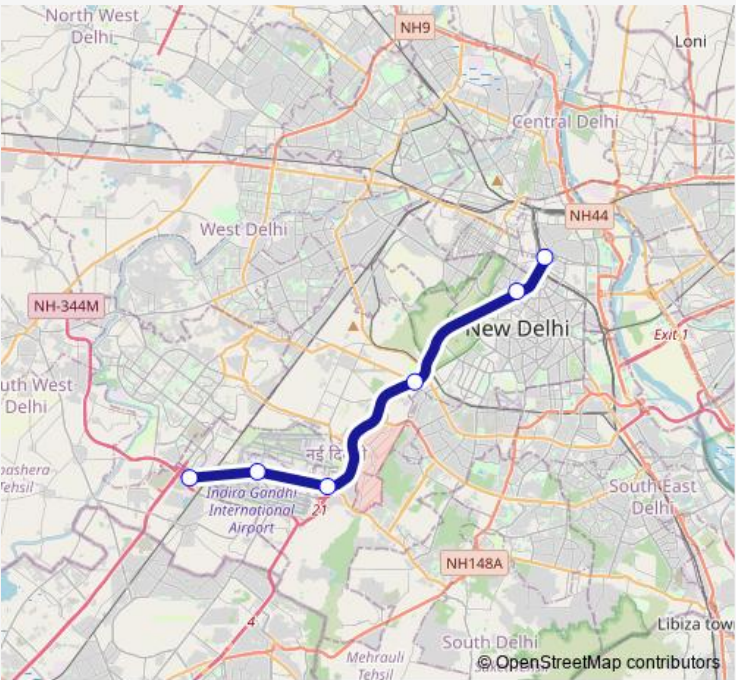 North West
Delhi
NH9
Loni
Central Delhi
NH44
West Delhi
NH-344M
New Delhi
Exit 1
uth West
Delhi
नई दि
Tehsil
Indira Gandhi
International
Airport
21
South East
Delhi
NH148A
4
Libiza tow
South Delhi
Mehrauli
Tehsil
© OpenStreetMap contributors